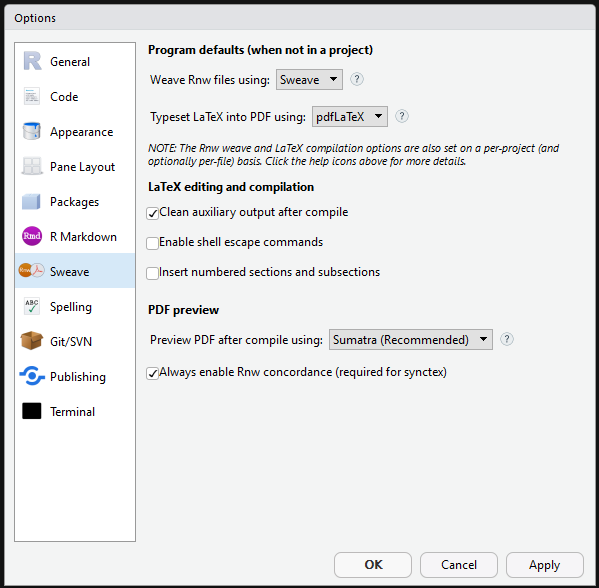 Options
General
Code
Appearance
Pane Layout
Packages
Rmd
R Markdown
Sweave
ABC
Spelling
Git/SVN
Publishing
Terminal
Program defaults (when not in a project)
Weave Rnw files using: Sweave ?
Typeset LaTeX into PDF using: pdfLaTeX ?
NOTE: The Rnw weave and LaTeX compilation options are also set on a per-project (and
optionally per-file) basis. Click the help icons above for more details.
LaTeX editing and compilation
Clean auxiliary output after compile
Enable shell escape commands
Insert numbered sections and subsections
PDF preview
Preview PDF after compile using: Sumatra (Recommended) ?
Always enable Rnw concordance (required for synctex)
OK Cancel Apply